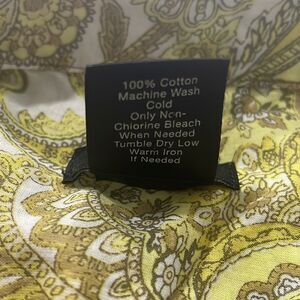 100% Cotton
Machine Wash
Cold
Only Non-
Chlorine Bleach
When Needed
Tumble Dry Low
Warm Iron
If Needed